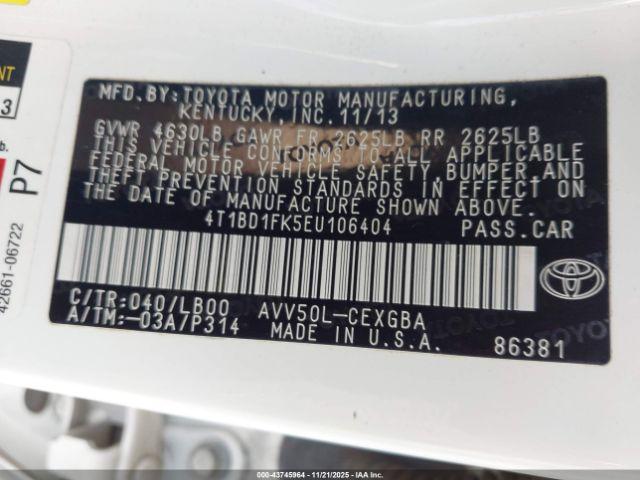 MFD.BY:TOYOTA MOTOR MANUFACTURING,
KENTUCKY,INC.11/13
GVWR 4630LB GAWR FR 2625LB RR 2625LB
THIS VEHICLE CONFORMS TO ALL APPLICABLE
FEDERAL MOTOR VEHICLE SAFETY,BUMPER,AND
THEFT PREVENTION STANDARDS IN EFFECT ON
THE DATE OF MANUFACTURE SHOWN ABOVE.
4T1BD1FK5EU106404 PASS.CAR
C/TR:040/LB00 AVV50L-CEXGBA
A/TM:-03A/P314 MADE IN U.S.A.
86381
TOYOTA
NT
3
P7
42661-06722
000-43745964 - 11/21/2025 - IAA Inc.